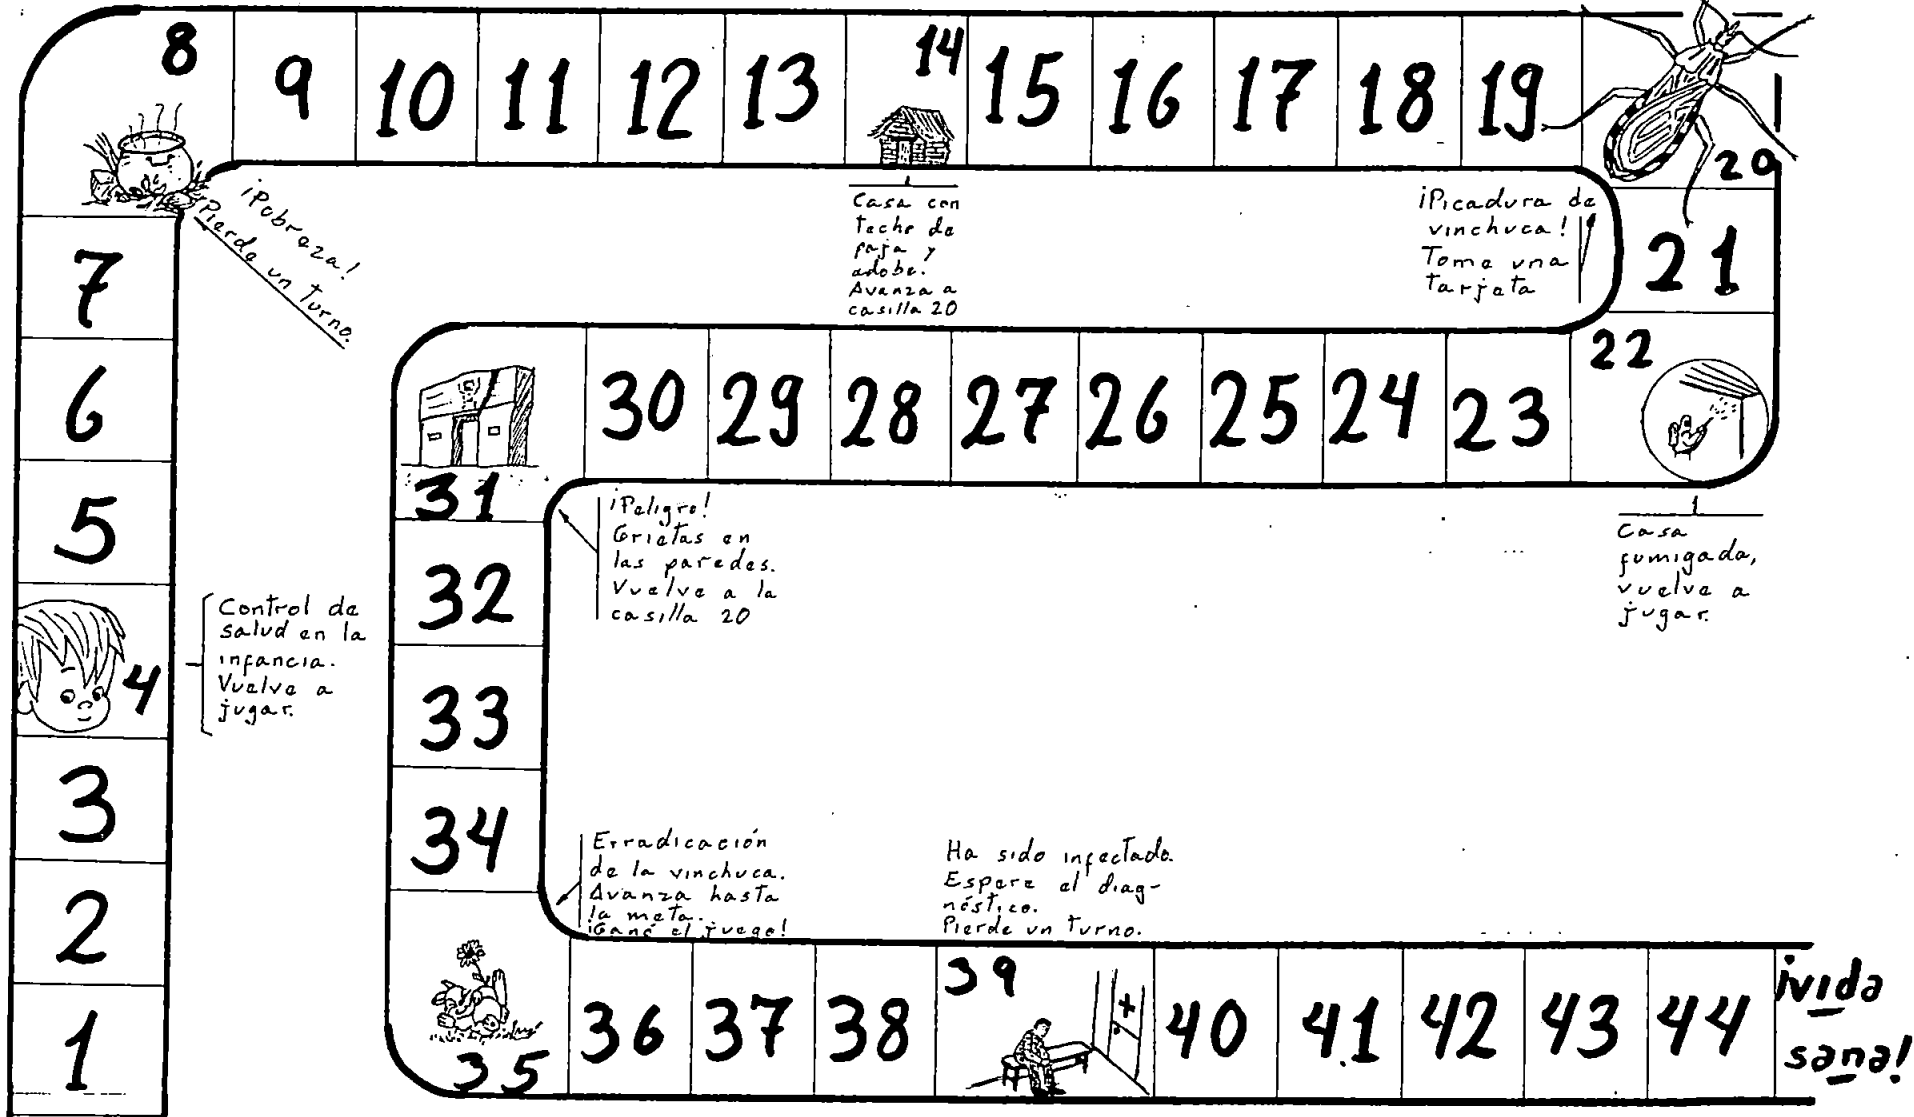 8
9
10
11
12
13
14
15
16
17
18
19
20
¡Pobreza!
Pierde un turno.
Casa con
techo de
paja y
adobe.
Avanza a
casilla 20
¡Picadura de
vinchuca!
Tome una
Tarjeta
7
21
22
6
30
29
28
27
26
25
24
23
31
5
¡Peligro!
Grietas en
las paredes.
Vuelve a la
casilla 20
Casa
fumigada,
vuelve a
jugar.
32
4
Control de
salud en la
infancia.
Vuelve a
jugar.
33
3
34
Erradicación
de la vinchuca.
Avanza hasta
la meta.
¡Gané el juego!
Ha sido infectado.
Espere el diag-
nóstico.
Pierde un turno.
2
1
35
36
37
38
39
40
41
42
43
44
¡vida
sana!